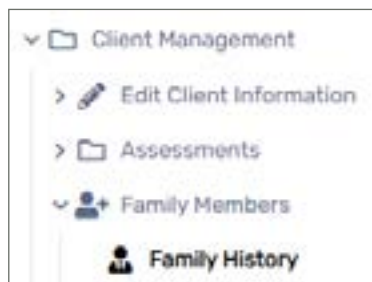 Client Management
Edit Client Information
Assessments
Family Members
Family History